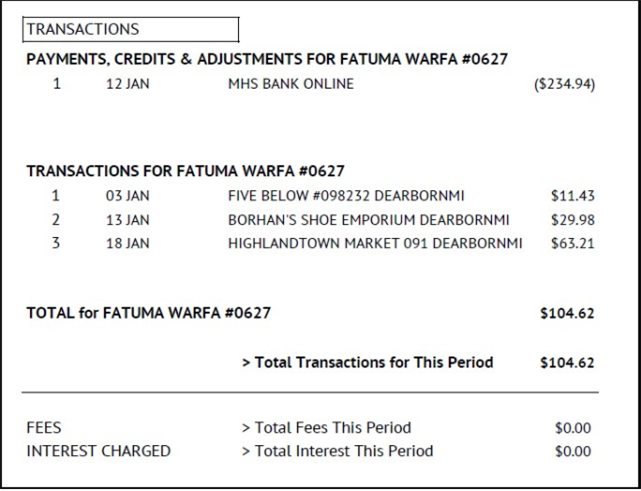 TRANSACTIONS
PAYMENTS, CREDITS & ADJUSTMENTS FOR FATUMA WARFA #0627
1 12 JAN MHS BANK ONLINE ($234.94)
TRANSACTIONS FOR FATUMA WARFA #0627
1 03 JAN FIVE BELOW #098232 DEARBORNMI $11.43
2 13 JAN BORHAN'S SHOE EMPORIUM DEARBORNMI $29.98
3 18 JAN HIGHLANDTOWN MARKET 091 DEARBORNMI $63.21
TOTAL for FATUMA WARFA #0627 $104.62
> Total Transactions for This Period $104.62
FEES > Total Fees This Period $0.00
INTEREST CHARGED > Total Interest This Period $0.00